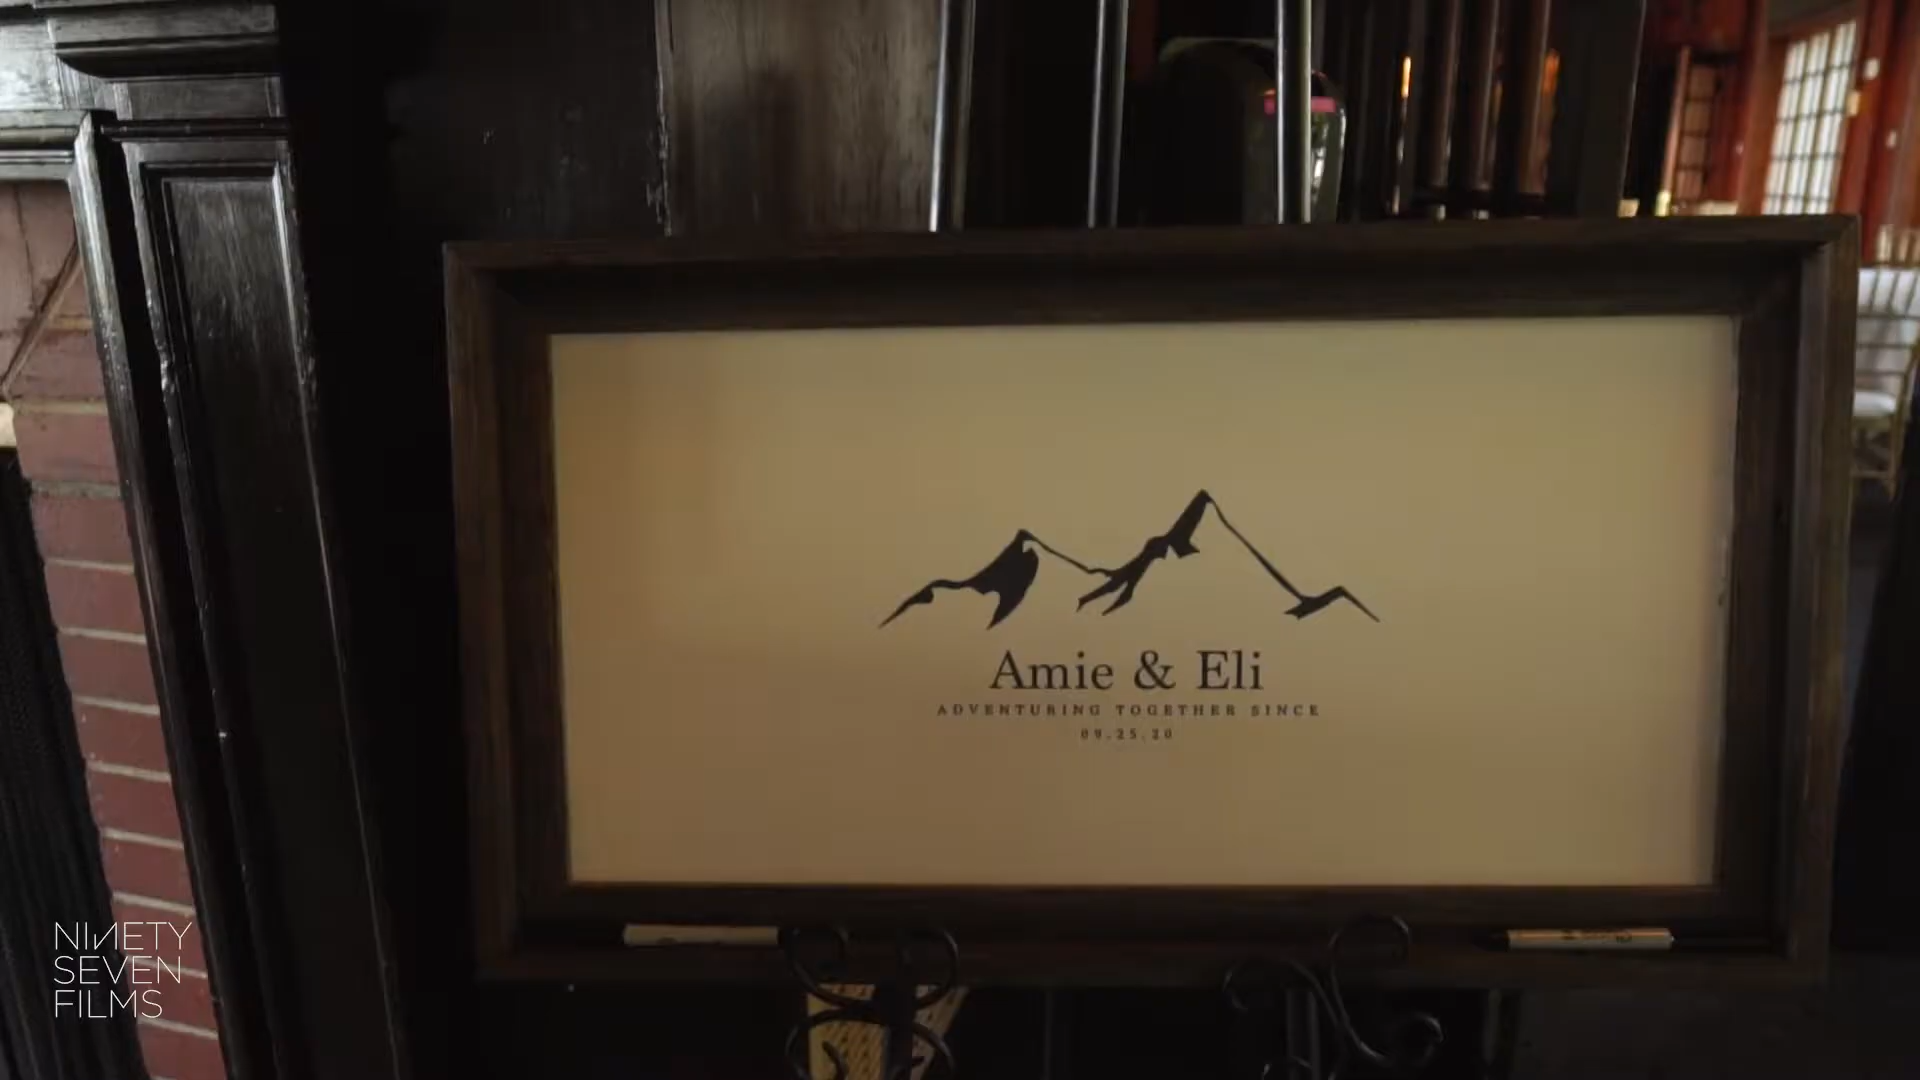 Amie & Eli
ADVENTURING TOGETHER SINCE
09.25.20
NINETY
SEVEN
FILMS